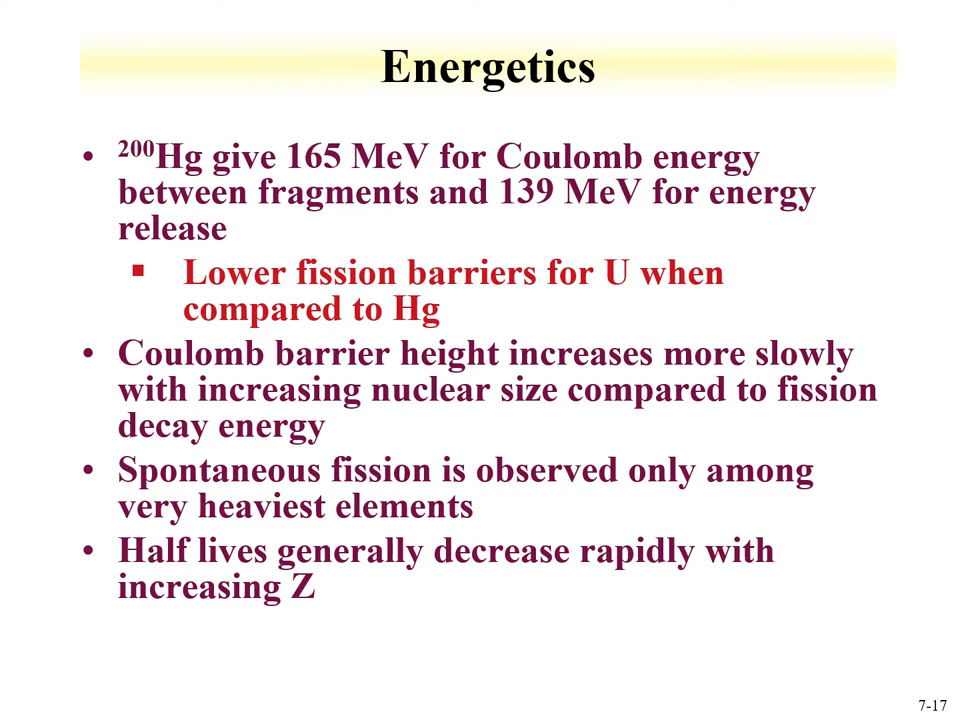 Energetics
• ²⁰⁰Hg give 165 MeV for Coulomb energy
between fragments and 139 MeV for energy
release
▪ Lower fission barriers for U when
compared to Hg
• Coulomb barrier height increases more slowly
with increasing nuclear size compared to fission
decay energy
• Spontaneous fission is observed only among
very heaviest elements
• Half lives generally decrease rapidly with
increasing Z
7-17